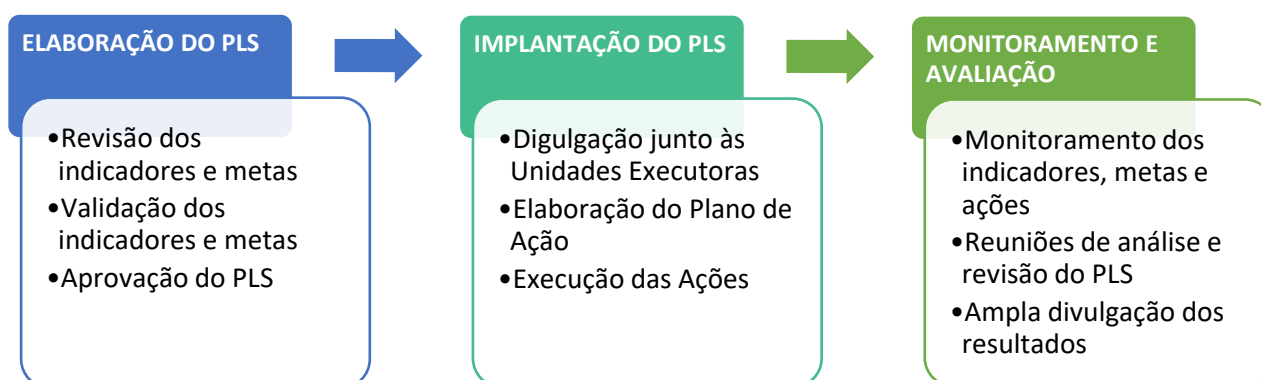 ELABORAÇÃO DO PLS
•Revisão dos
indicadores e metas
•Validação dos
indicadores e metas
•Aprovação do PLS
IMPLANTAÇÃO DO PLS
•Digulgação junto às
Unidades Executoras
•Elaboração do Plano de
Ação
•Execução das Ações
MONITORAMENTO E
AVALIAÇÃO
•Monitoramento dos
indicadores, metas e
ações
•Reuniões de análise e
revisão do PLS
•Ampla divulgação dos
resultados